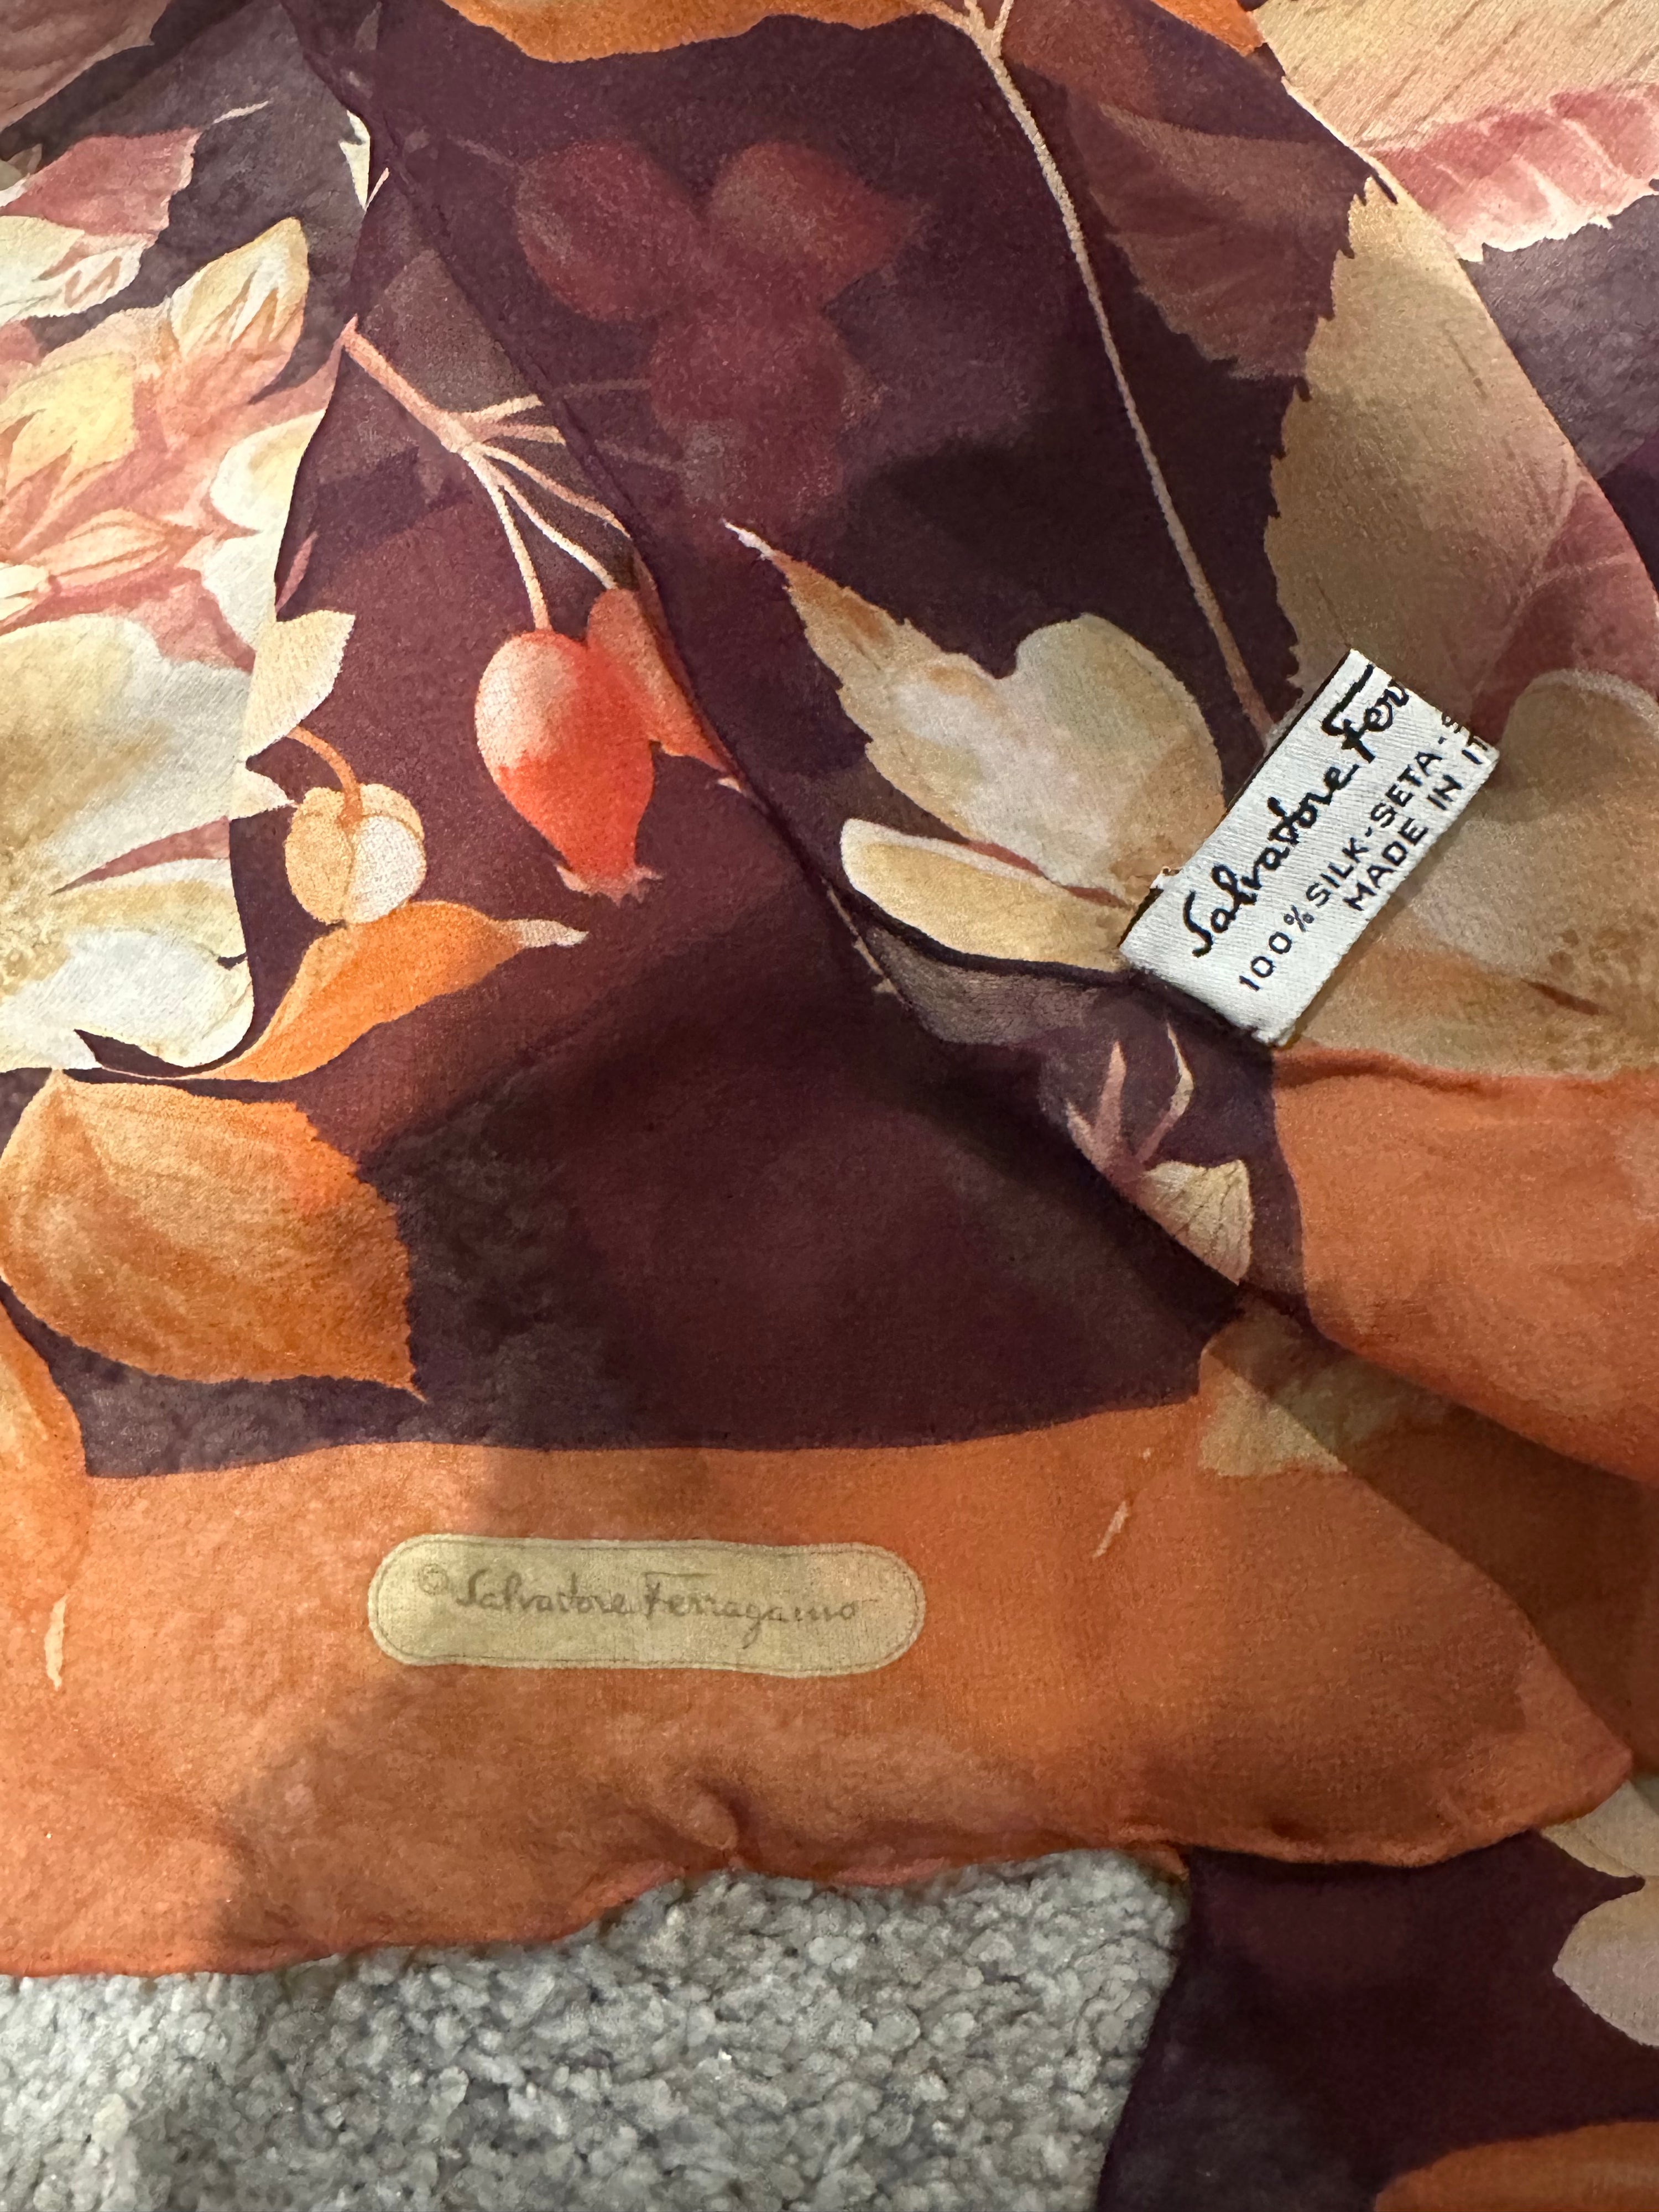 Salvatore Fer
100% SILK-SETA-S
MADE IN IT
© Salvatore Ferragamo